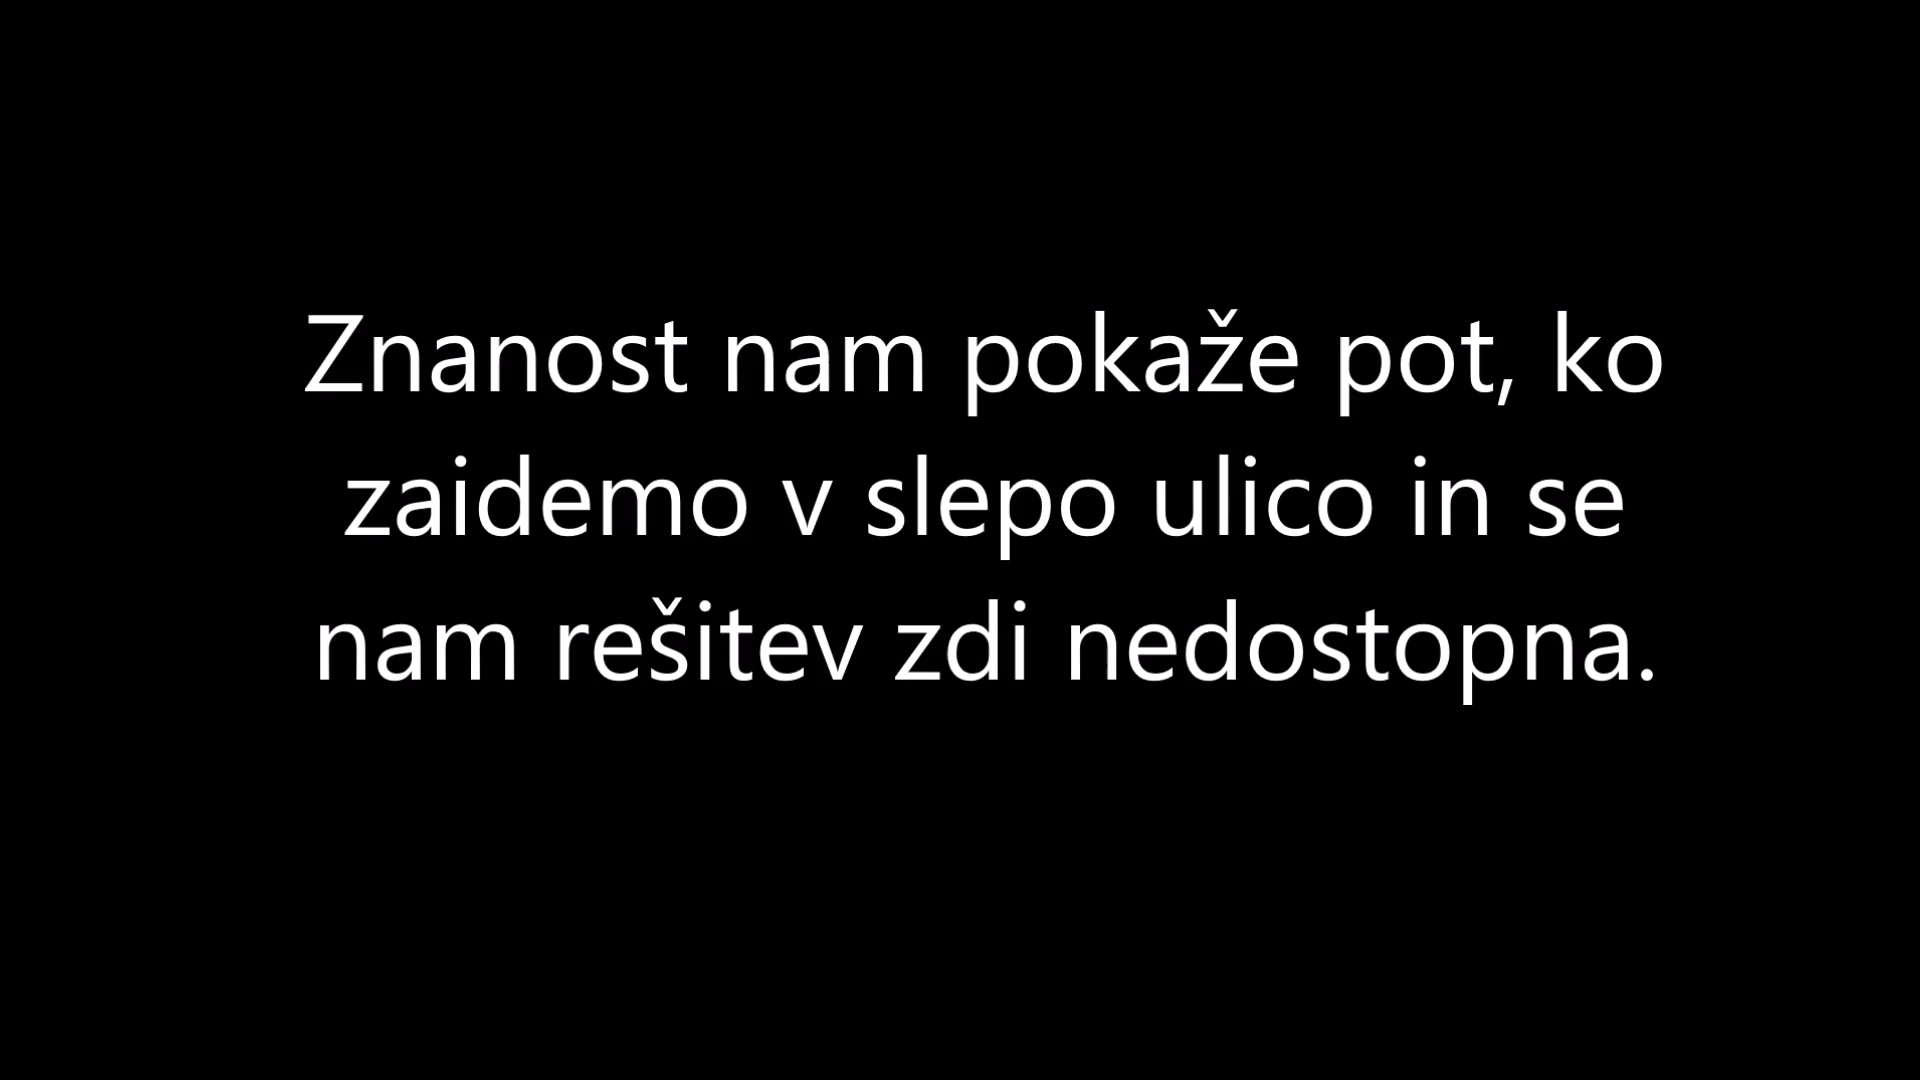 Znanost nam pokaže pot, ko
zaidemo v slepo ulico in se
nam rešitev zdi nedostopna.